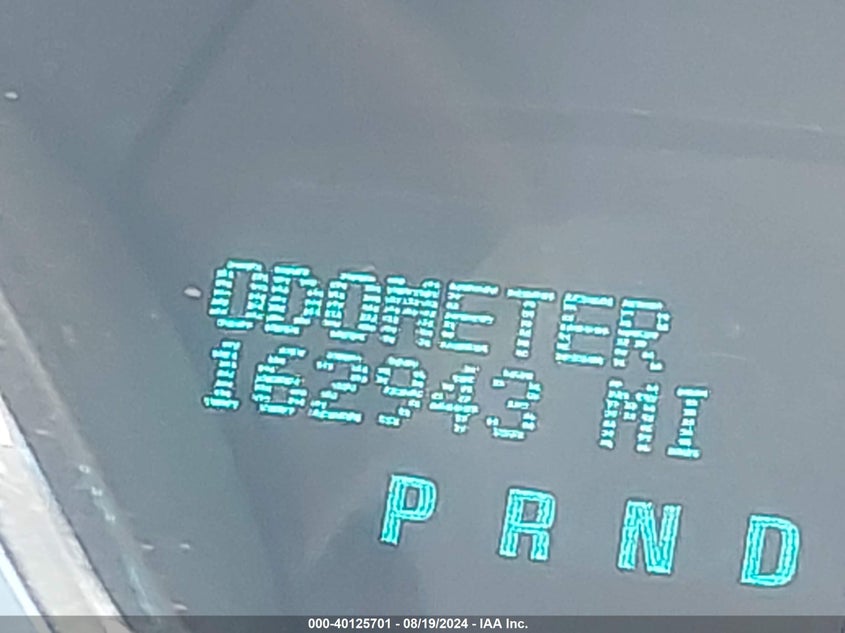 ODOMETER
162943 MI
P R N D
000-40125701 - 08/19/2024 - IAA Inc.